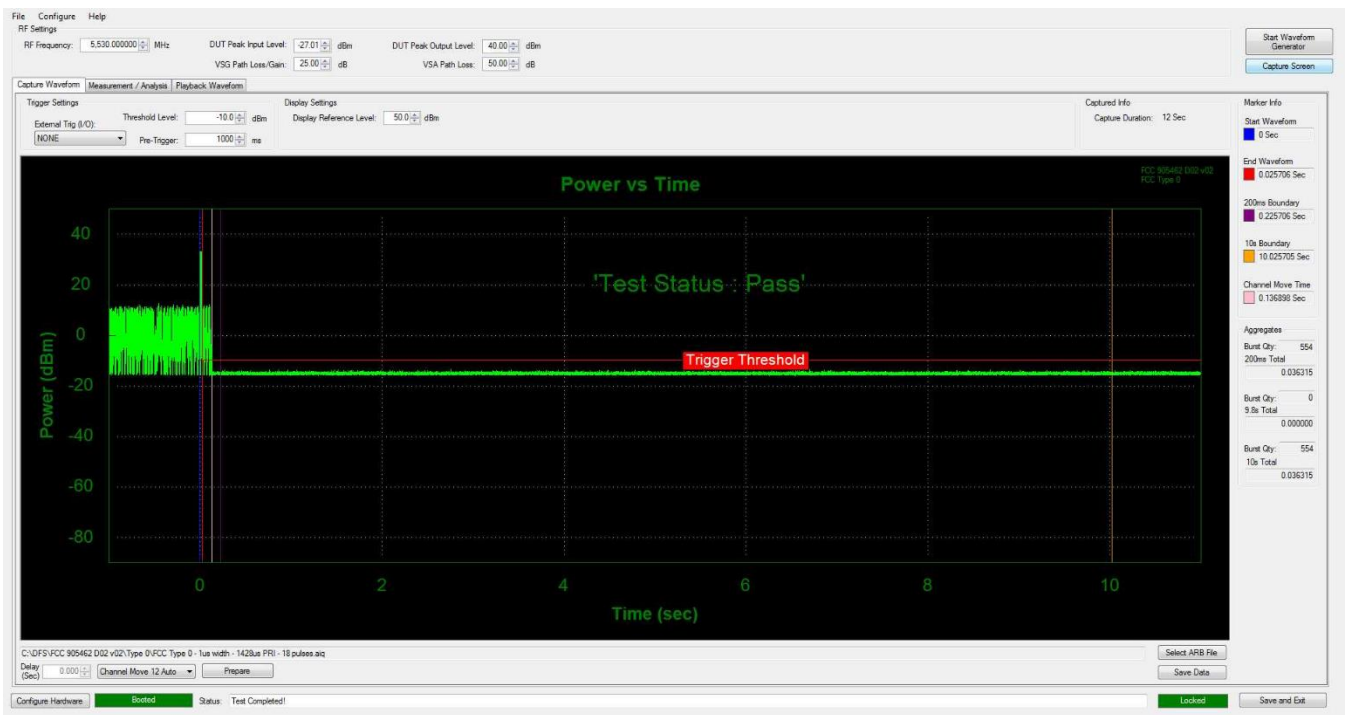 File Configure Help
RF Settings
RF Frequency: 5,530.000000 MHz DUT Peak Input Level: -27.01 dBm DUT Peak Output Level: 40.00 dBm
VSG Path Loss/Gain: 25.00 dB VSA Path Loss: 50.00 dB
Start Waveform
Generator
Capture Screen
Capture Waveform Measurement / Analysis Playback Waveform
Trigger Settings
External Trig (I/O): Threshold Level: -10.0 dBm
NONE Pre-Trigger: 1000 ms
Display Settings
Display Reference Level: 50.0 dBm
Captured Info
Capture Duration: 12 Sec
Power vs Time
FCC 905462 D02 v02
FCC Type 0
'Test Status : Pass'
Trigger Threshold
Power (dBm)
40
20
0
-20
-40
-60
-80
0 2 4 6 8 10
Time (sec)
Marker Info
Start Waveform
0 Sec
End Waveform
0.025706 Sec
200ms Boundary
0.225706 Sec
10s Boundary
10.025705 Sec
Channel Move Time
0.136898 Sec
Aggregates
Burst Qty: 554
200ms Total
0.036315
Burst Qty: 0
9.8s Total
0.000000
Burst Qty: 554
10s Total
0.036315
C:\DFS\FCC 905462 D02 v02\Type 0\FCC Type 0 - 1us width - 1428us PRI - 18 pulses.aiq
Select ARB File
Delay
(Sec) 0.000 Channel Move 12 Auto Prepare
Save Data
Configure Hardware Booted Status: Test Completed! Locked Save and Exit